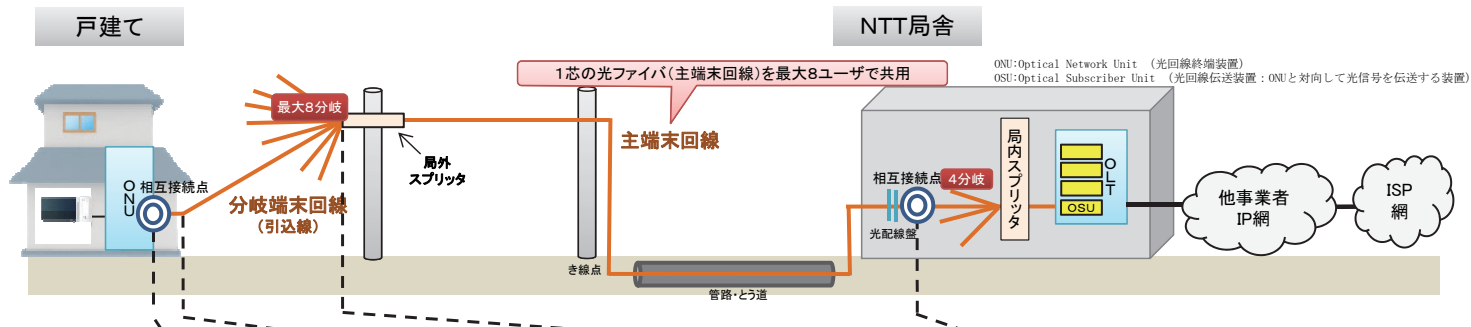 戸建て
NTT局舎
1芯の光ファイバ(主端末回線)を最大8ユーザで共用
ONU:Optical Network Unit (光回線終端装置)
OSU:Optical Subscriber Unit (光回線伝送装置：ONUと対向して光信号を伝送する装置)
最大8分岐
主端末回線
局外
スプリッタ
ONU
相互接続点
分岐端末回線
(引込線)
き線点
管路・とう道
相互接続点
4分岐
光配線盤
局内スプリッタ
OLT
OSU
他事業者
IP網
ISP
網